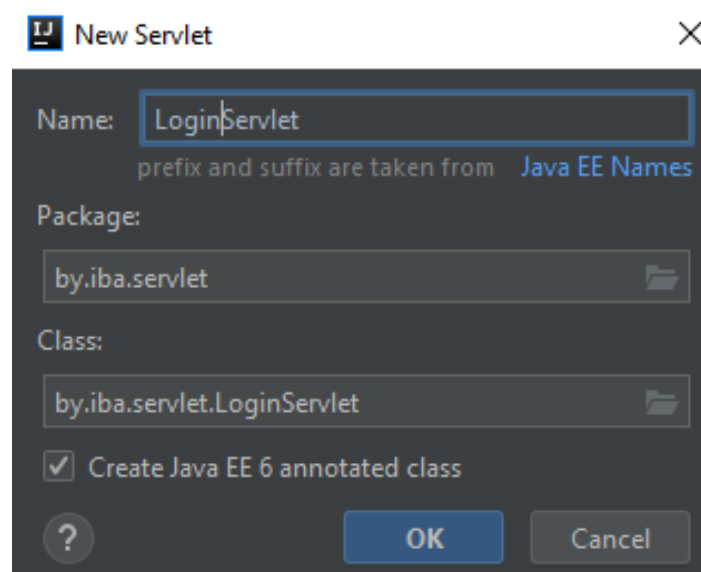 IJ New Servlet
Name: LoginServlet
prefix and suffix are taken from Java EE Names
Package:
by.iba.servlet
Class:
by.iba.servlet.LoginServlet
Create Java EE 6 annotated class
? OK Cancel